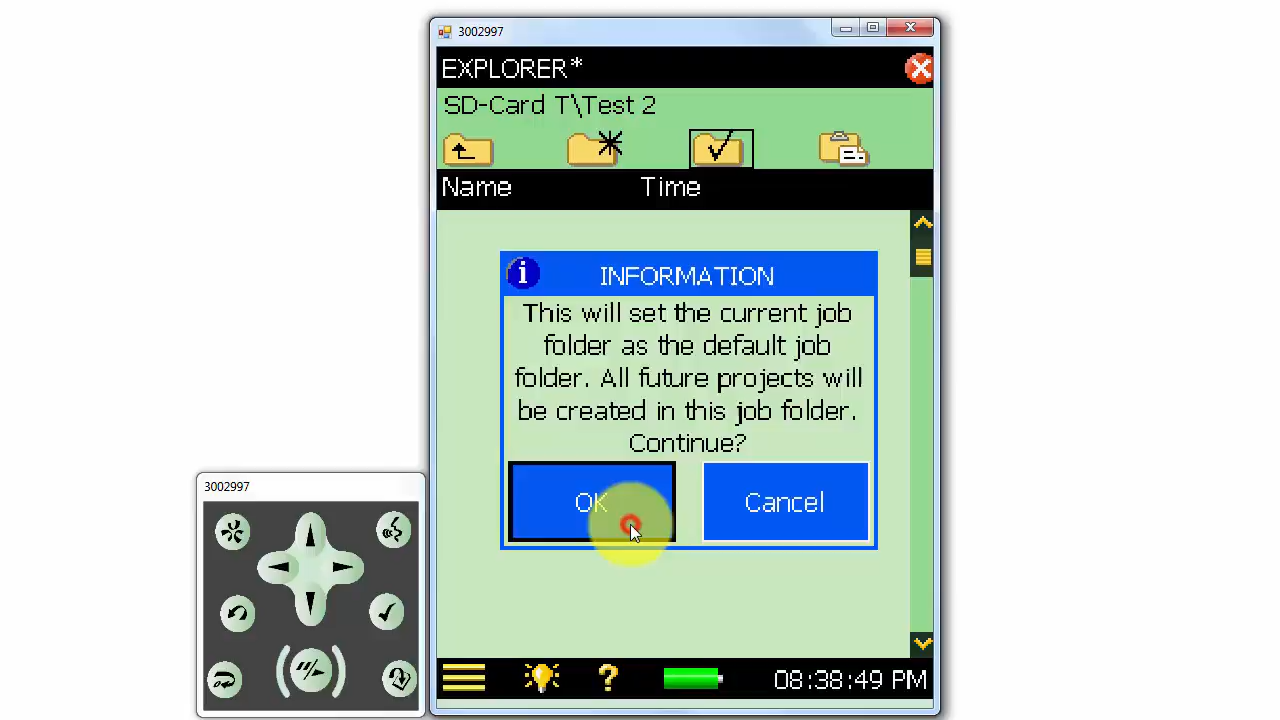 3002997
EXPLORER*
SD-Card T\Test 2
Name Time
INFORMATION
This will set the current job
folder as the default job
folder. All future projects will
be created in this job folder.
Continue?
OK Cancel
3002997
08:38:49 PM